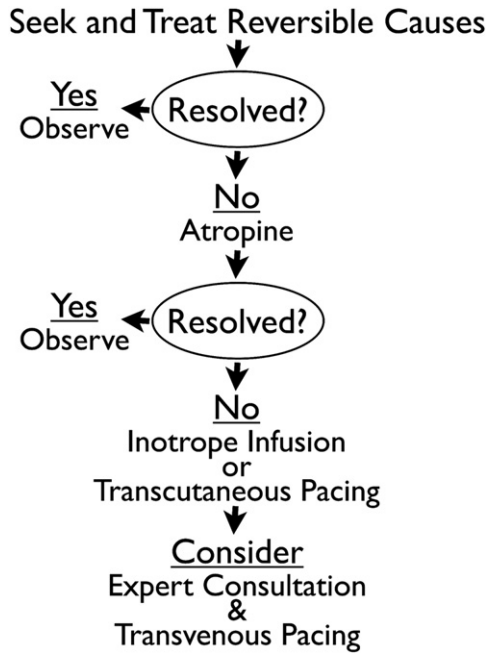 Seek and Treat Reversible Causes
Resolved?
Yes
Observe
No
Atropine
Resolved?
Yes
Observe
No
Inotrope Infusion
or
Transcutaneous Pacing
Consider
Expert Consultation
&
Transvenous Pacing